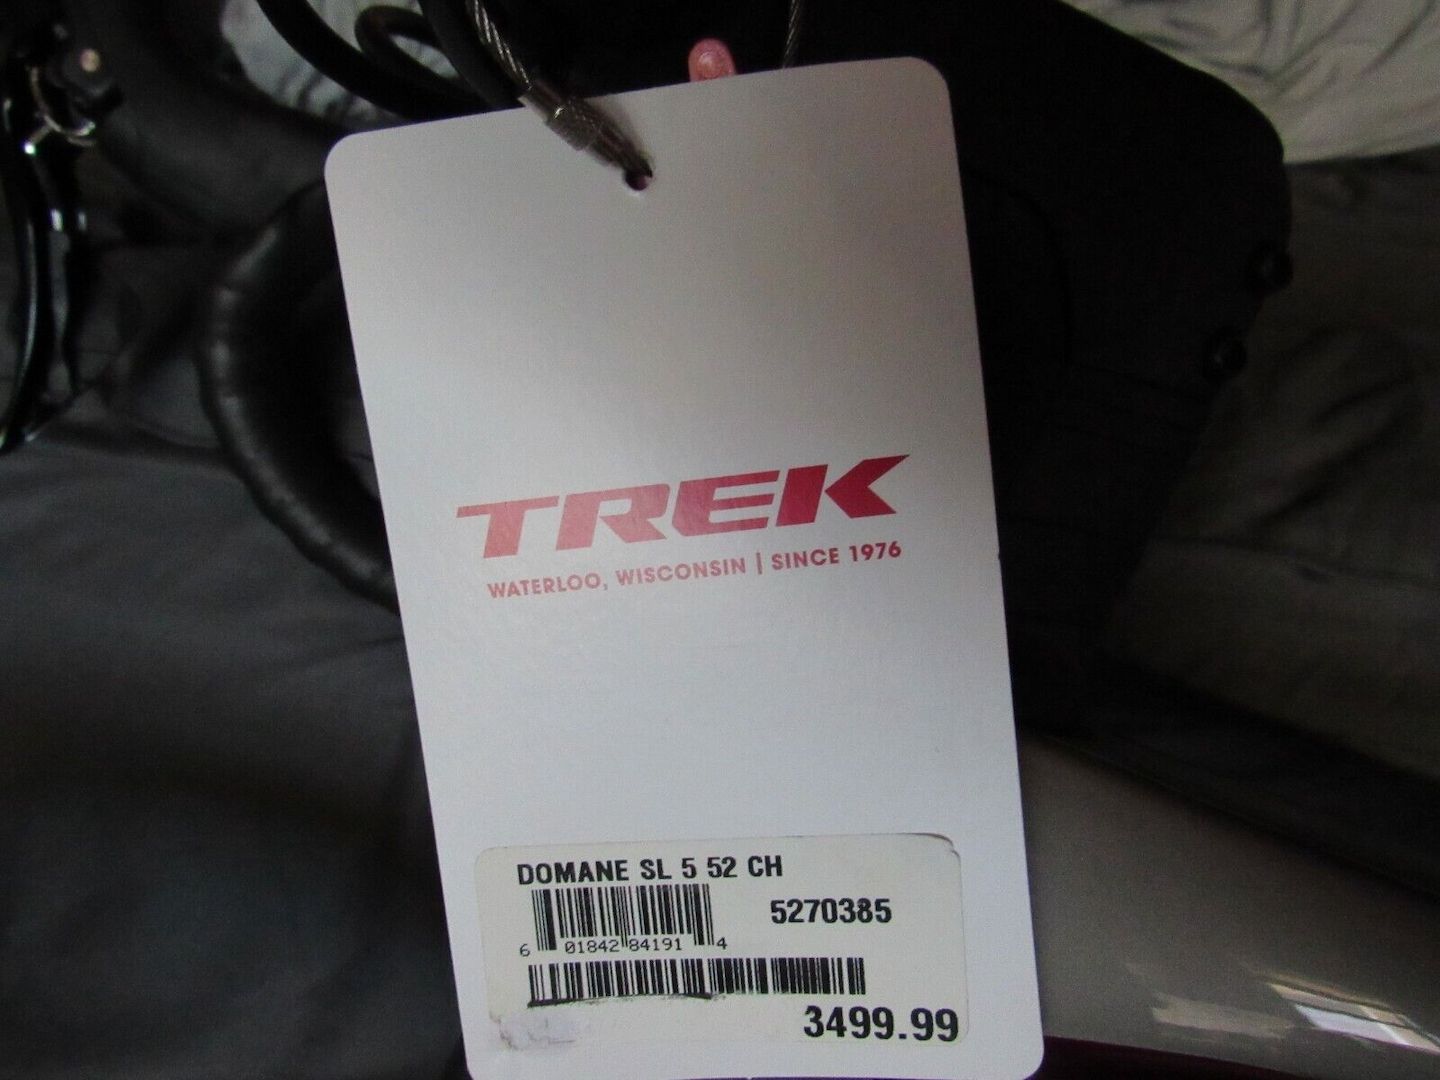 TREK
WATERLOO, WISCONSIN | SINCE 1976
DOMANE SL 5 52 CH
5270385
6 01842 84191 4
3499.99